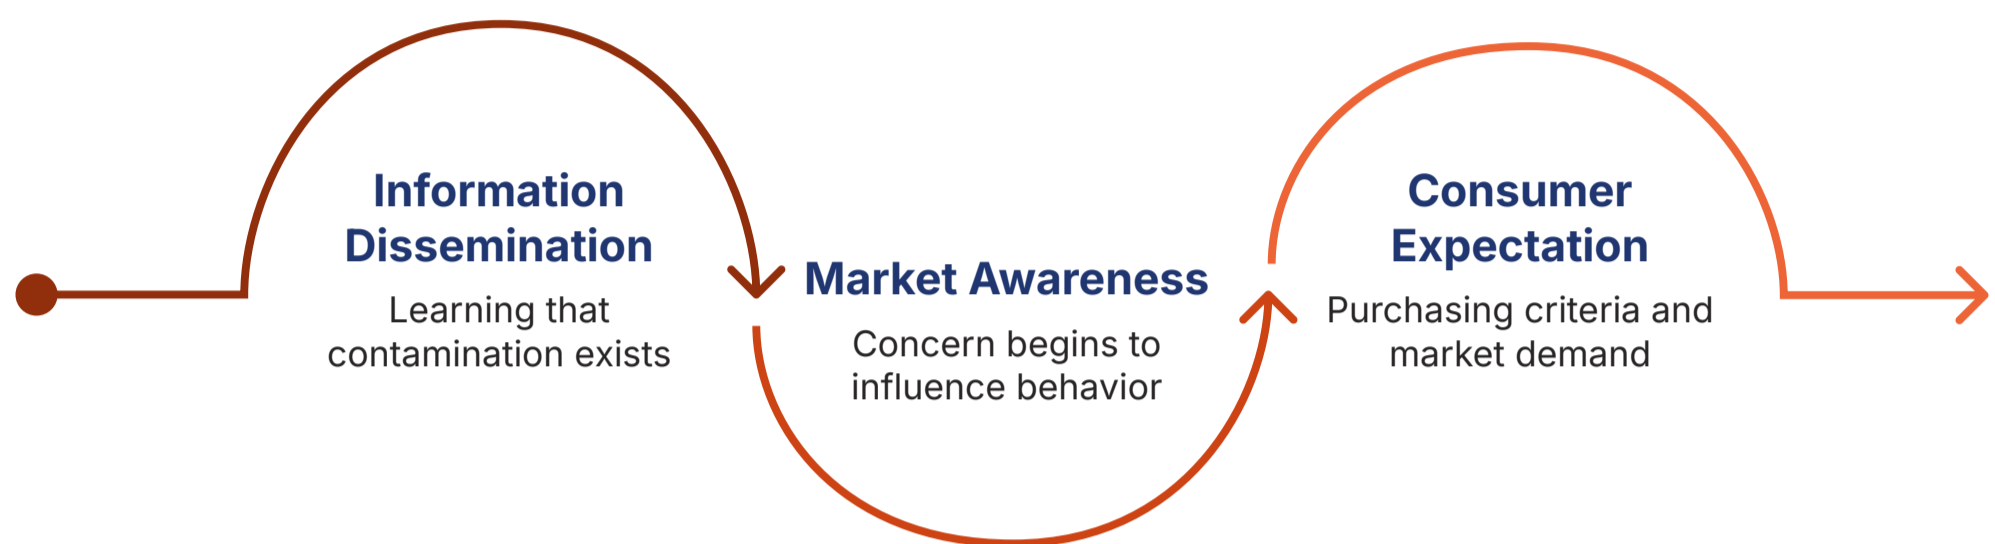 Information
Dissemination
Learning that
contamination exists
Market Awareness
Concern begins to
influence behavior
Consumer
Expectation
Purchasing criteria and
market demand